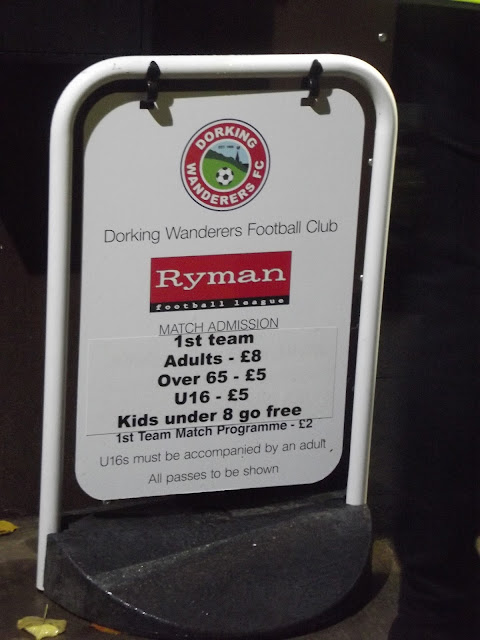 DORKING
WANDERERS FC
Dorking Wanderers Football Club
Ryman
football league
MATCH ADMISSION
1st team
Adults - £8
Over 65 - £5
U16 - £5
Kids under 8 go free
1st Team Match Programme - £2
U16s must be accompanied by an adult
All passes to be shown